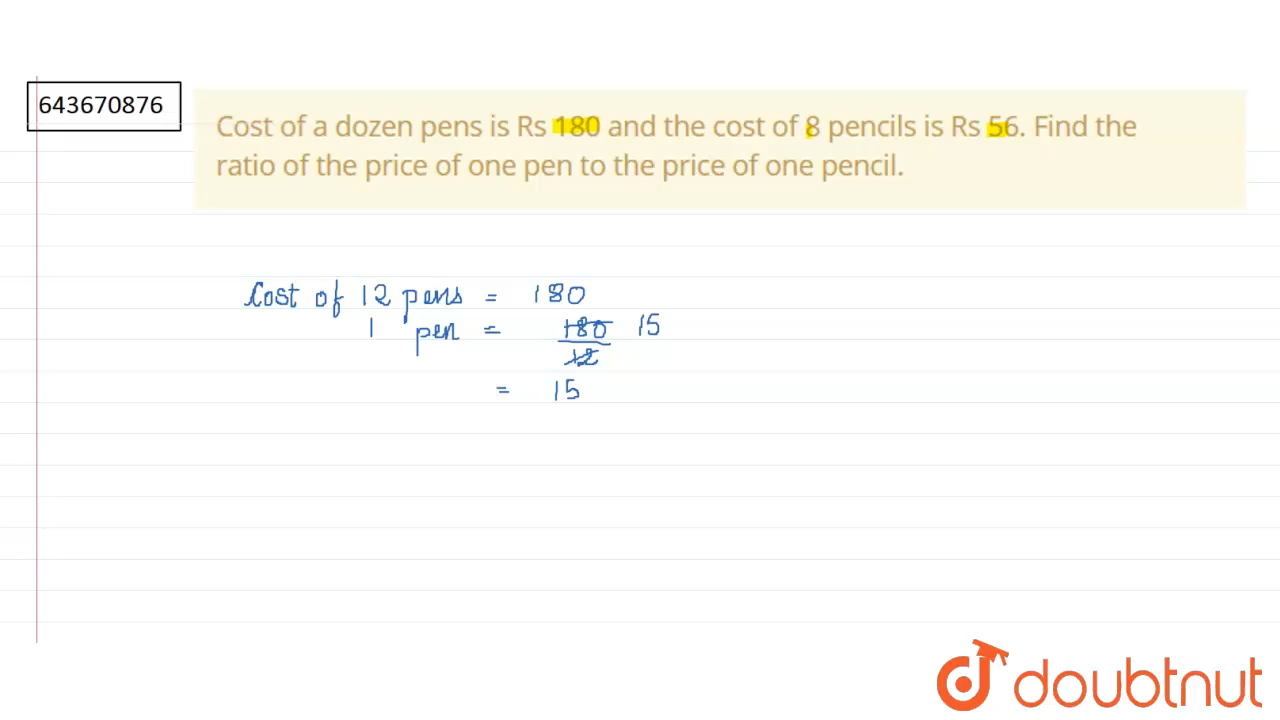 643670876
Cost of a dozen pens is Rs 180 and the cost of 8 pencils is Rs 56. Find the
ratio of the price of one pen to the price of one pencil.
Cost of 12 pens = 180
1 pen = 180 15
12
= 15
doubtnut